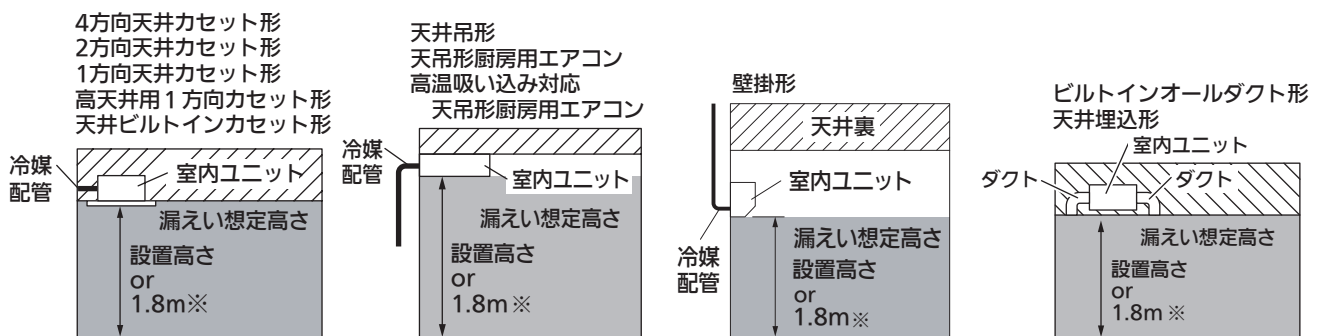 4方向天井カセット形
2方向天井カセット形
1方向天井カセット形
高天井用1方向カセット形
天井ビルトインカセット形
冷媒
配管
室内ユニット
漏えい想定高さ
設置高さ
or
1.8m※
天井吊形
天吊形厨房用エアコン
高温吸い込み対応
天吊形厨房用エアコン
冷媒
配管
室内ユニット
漏えい想定高さ
設置高さ
or
1.8m※
壁掛形
天井裏
室内ユニット
冷媒
配管
漏えい想定高さ
設置高さ
or
1.8m※
ビルトインオールダクト形
天井埋込形
室内ユニット
ダクト
ダクト
漏えい想定高さ
設置高さ
or
1.8m※